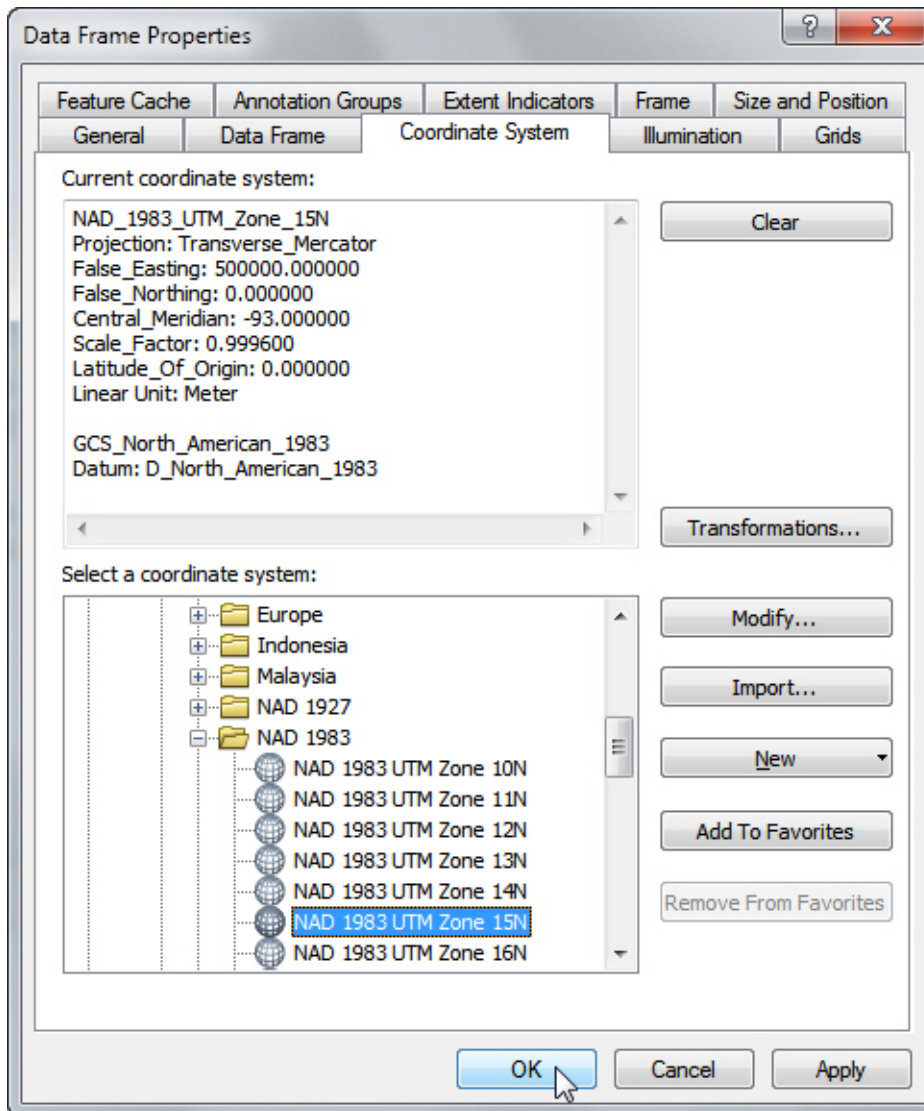 Data Frame Properties
Feature Cache Annotation Groups Extent Indicators Frame Size and Position
General Data Frame Coordinate System Illumination Grids
Current coordinate system:
NAD_1983_UTM_Zone_15N
Projection: Transverse_Mercator
False_Easting: 500000.000000
False_Northing: 0.000000
Central_Meridian: -93.000000
Scale_Factor: 0.999600
Latitude_Of_Origin: 0.000000
Linear Unit: Meter
GCS_North_American_1983
Datum: D_North_American_1983
Clear
Transformations...
Select a coordinate system:
Europe
Indonesia
Malaysia
NAD 1927
NAD 1983
NAD 1983 UTM Zone 10N
NAD 1983 UTM Zone 11N
NAD 1983 UTM Zone 12N
NAD 1983 UTM Zone 13N
NAD 1983 UTM Zone 14N
NAD 1983 UTM Zone 15N
NAD 1983 UTM Zone 16N
Modify...
Import...
New
Add To Favorites
Remove From Favorites
OK Cancel Apply